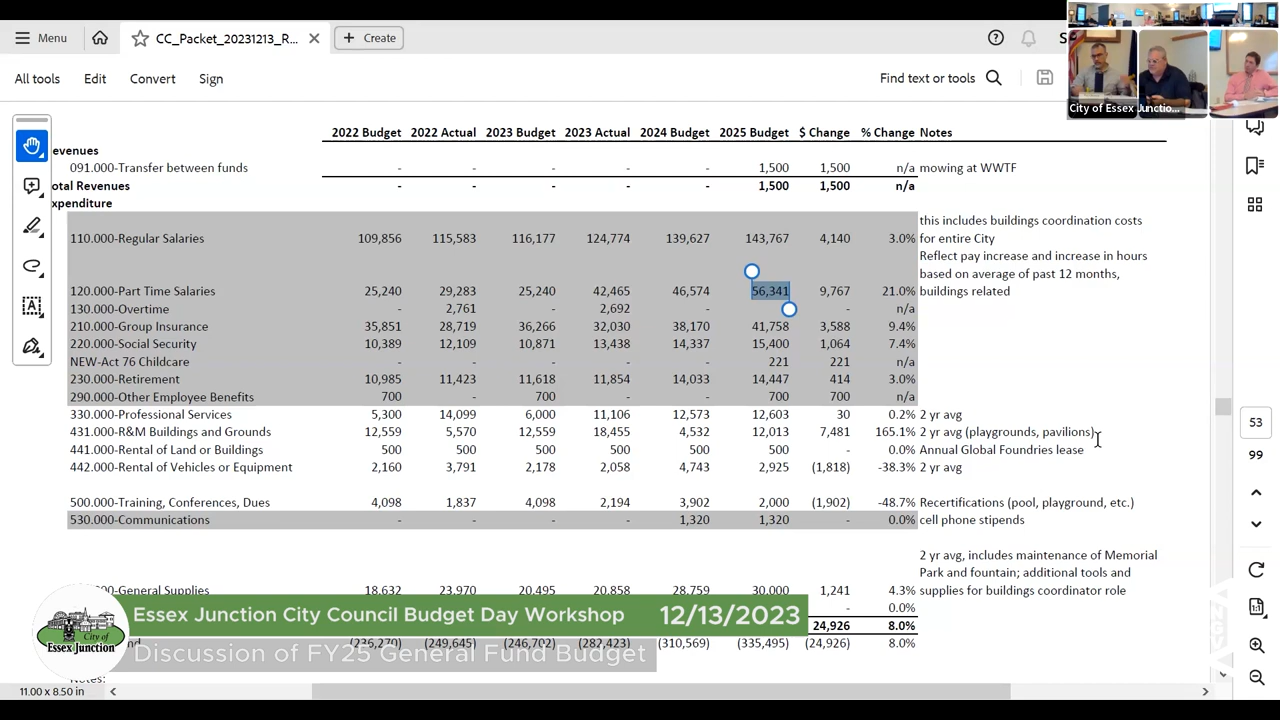 Menu
CC_Packet_20231213_R...
Create
All tools Edit Convert Sign
Find text or tools
City of Essex Junctio...
2022 Budget 2022 Actual 2023 Budget 2023 Actual 2024 Budget 2025 Budget $ Change % Change Notes
evenues
091.000-Transfer between funds - - - - - 1,500 1,500 n/a mowing at WWTF
otal Revenues - - - - - 1,500 1,500 n/a
xpenditure
this includes buildings coordination costs
110.000-Regular Salaries 109,856 115,583 116,177 124,774 139,627 143,767 4,140 3.0% for entire City
Reflect pay increase and increase in hours
based on average of past 12 months,
120.000-Part Time Salaries 25,240 29,283 25,240 42,465 46,574 56,341 9,767 21.0% buildings related
130.000-Overtime - 2,761 - 2,692 - - - n/a
210.000-Group Insurance 35,851 28,719 36,266 32,030 38,170 41,758 3,588 9.4%
220.000-Social Security 10,389 12,109 10,871 13,438 14,337 15,400 1,064 7.4%
NEW-Act 76 Childcare - - - - - 221 221 n/a
230.000-Retirement 10,985 11,423 11,618 11,854 14,033 14,447 414 3.0%
290.000-Other Employee Benefits 700 - 700 - - 700 700 n/a
330.000-Professional Services 5,300 14,099 6,000 11,106 12,573 12,603 30 0.2% 2 yr avg
431.000-R&M Buildings and Grounds 12,559 5,570 12,559 18,455 4,532 12,013 7,481 165.1% 2 yr avg (playgrounds, pavilions)
441.000-Rental of Land or Buildings 500 500 500 500 500 500 - 0.0% Annual Global Foundries lease
442.000-Rental of Vehicles or Equipment 2,160 3,791 2,178 2,058 4,743 2,925 (1,818) -38.3% 2 yr avg
500.000-Training, Conferences, Dues 4,098 1,837 4,098 2,194 3,902 2,000 (1,902) -48.7% Recertifications (pool, playground, etc.)
530.000-Communications - - - - 1,320 1,320 - 0.0% cell phone stipends
2 yr avg, includes maintenance of Memorial
Park and fountain; additional tools and
-General Supplies 18,632 23,970 20,495 20,858 28,759 30,000 1,241 4.3% supplies for buildings coordinator role
- 0.0%
24,926 8.0%
(249,645) (246,702) (282,423) (310,569) (335,495) (24,926) 8.0%
Notes:
53
99
City of
Essex Junction
Essex Junction City Council Budget Day Workshop 12/13/2023
Discussion of FY25 General Fund Budget
11.00 x 8.50 in